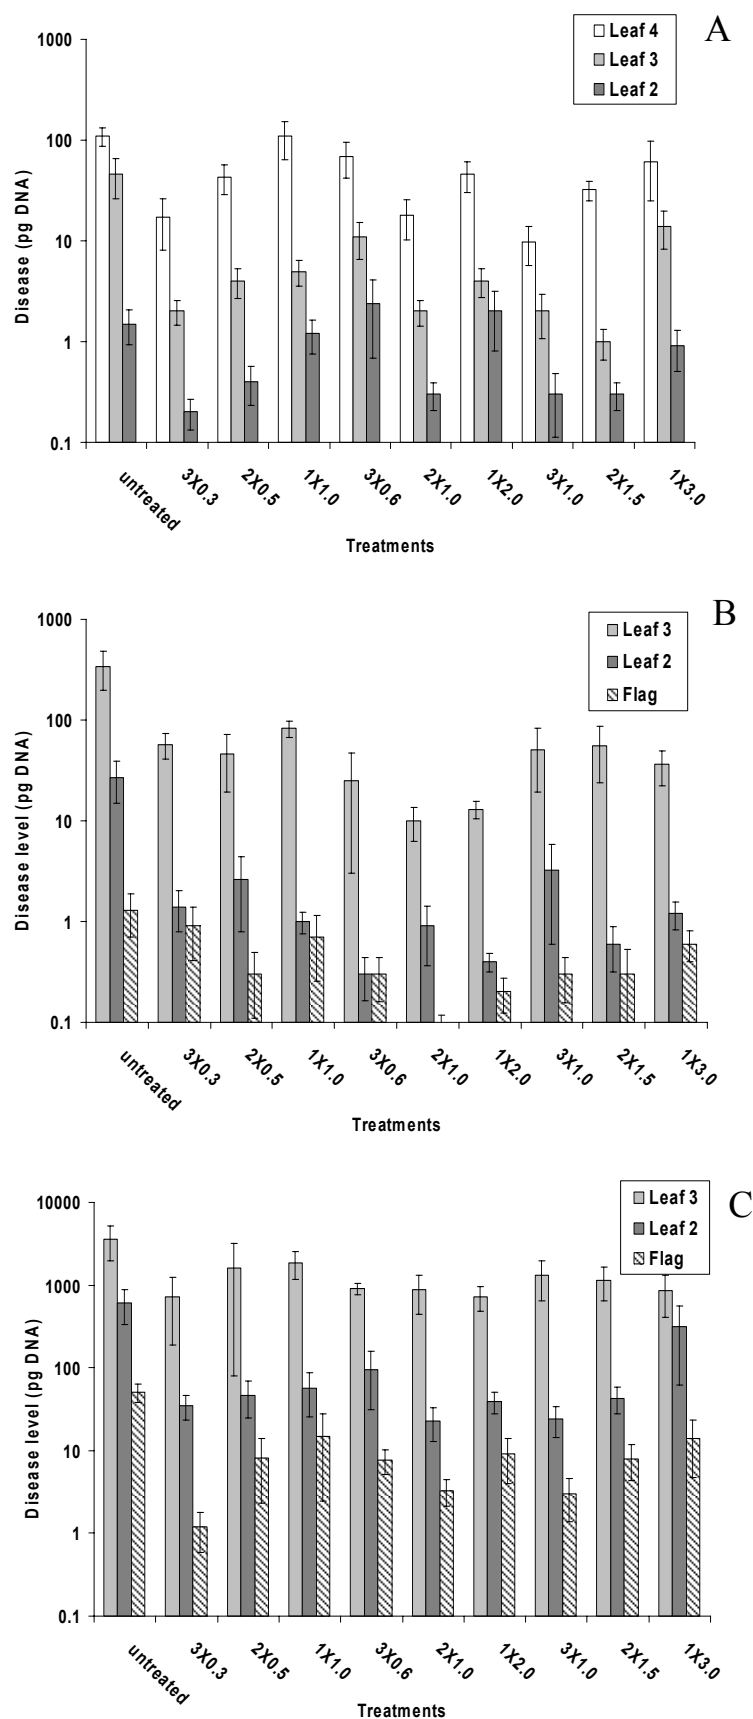 A
Leaf 4
Leaf 3
Leaf 2
Disease (pg DNA)
1000
100
10
1
0.1
untreated
3X0.3
2X0.5
1X1.0
3X0.6
2X1.0
1X2.0
3X1.0
2X1.5
1X3.0
Treatments
B
Leaf 3
Leaf 2
Flag
Disease level (pg DNA)
1000
100
10
1
0.1
untreated
3X0.3
2X0.5
1X1.0
3X0.6
2X1.0
1X2.0
3X1.0
2X1.5
1X3.0
Treatments
C
Leaf 3
Leaf 2
Flag
Disease level (pg DNA)
10000
1000
100
10
1
0.1
untreated
3X0.3
2X0.5
1X1.0
3X0.6
2X1.0
1X2.0
3X1.0
2X1.5
1X3.0
Treatments